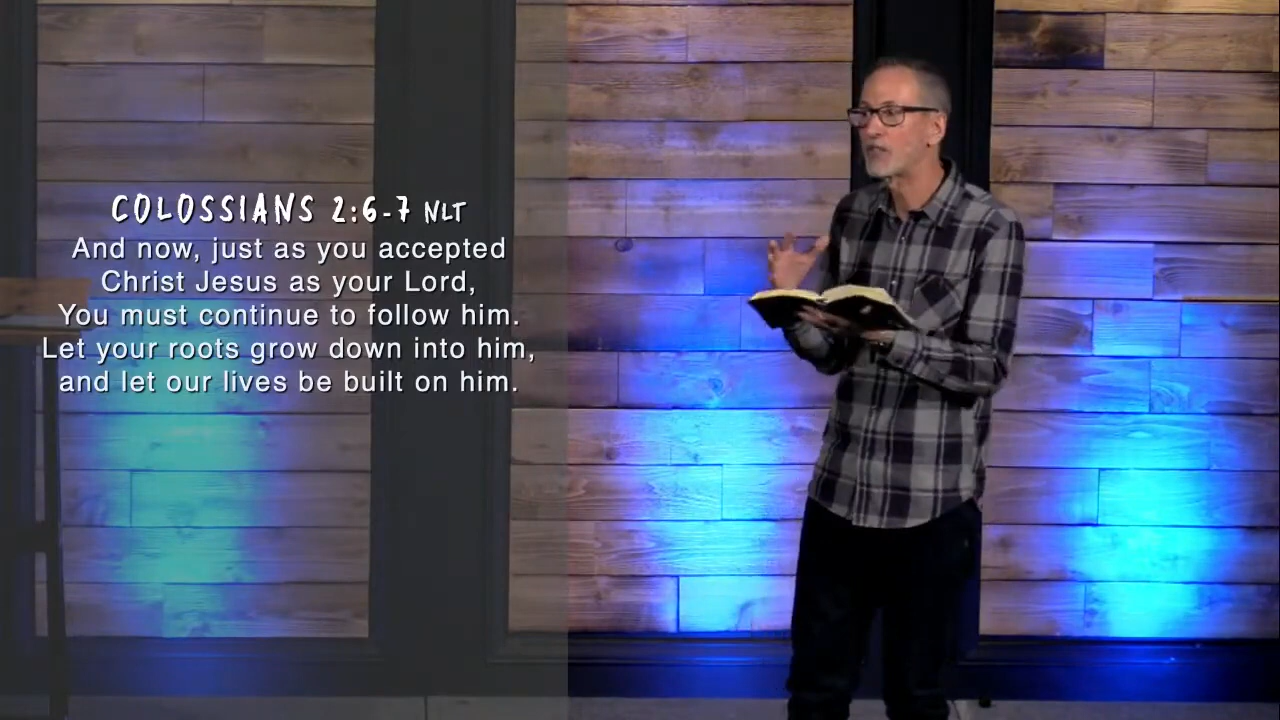 COLOSSIANS 2:6-7 NLT
And now, just as you accepted
Christ Jesus as your Lord,
You must continue to follow him.
Let your roots grow down into him,
and let our lives be built on him.